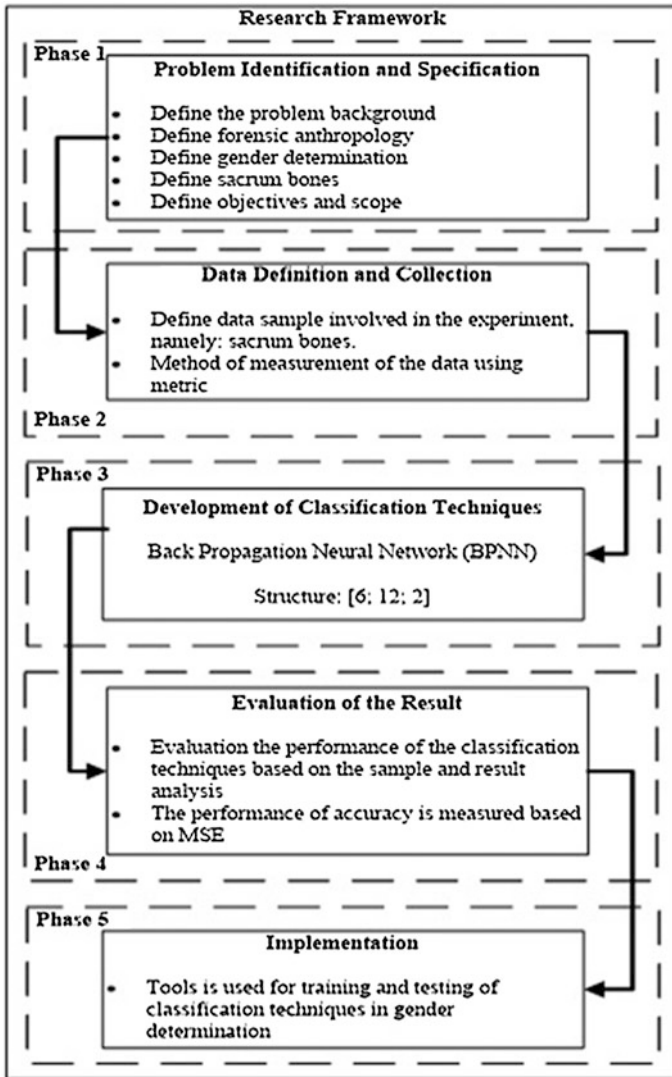 Research Framework
Phase 1
Problem Identification and Specification
• Define the problem background
• Define forensic anthropology
• Define gender determination
• Define sacrum bones
• Define objectives and scope
Data Definition and Collection
• Define data sample involved in the experiment,
namely: sacrum bones.
• Method of measurement of the data using
metric
Phase 2
Phase 3
Development of Classification Techniques
Back Propagation Neural Network (BPNN)
Structure: [6; 12; 2]
Evaluation of the Result
• Evaluation the performance of the classification
techniques based on the sample and result
analysis
• The performance of accuracy is measured based
on MSE
Phase 4
Phase 5
Implementation
• Tools is used for training and testing of
classification techniques in gender
determination